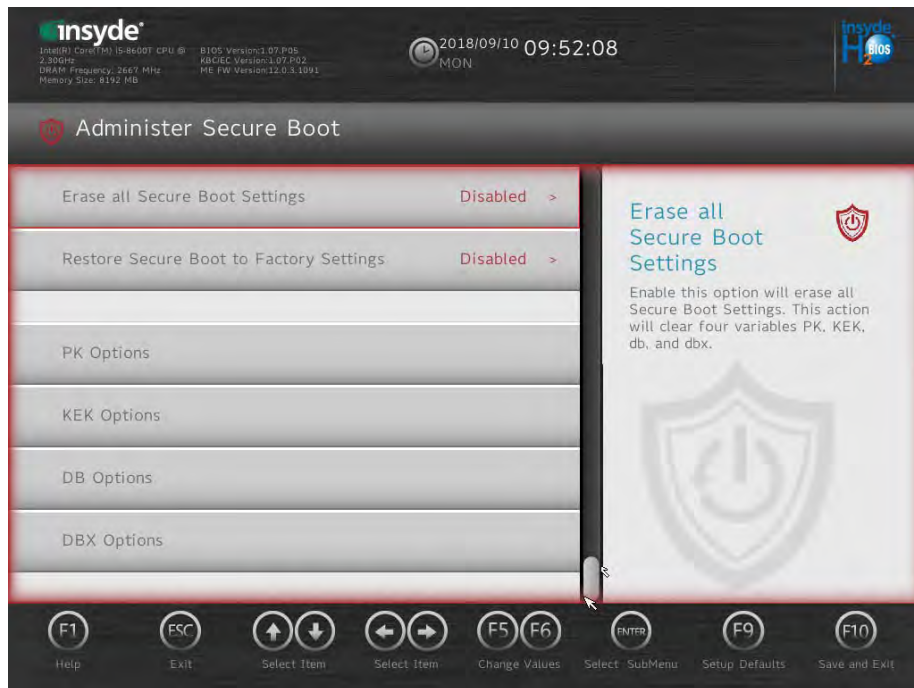 insyde®
Intel(R) Core(TM) i5-8600T CPU @
2.30GHz
DRAM Frequency: 2667 MHz
Memory Size: 8192 MB
BIOS Version:1.07.P05
KBC/EC Version:1.07.P02
ME FW Version:12.0.3.1091
2018/09/10 09:52:08
MON
insyde
H2O
BIOS
Administer Secure Boot
Erase all Secure Boot Settings Disabled >
Restore Secure Boot to Factory Settings Disabled >
PK Options
KEK Options
DB Options
DBX Options
Erase all
Secure Boot
Settings
Enable this option will erase all
Secure Boot Settings. This action
will clear four variables PK, KEK,
db, and dbx.
F1 ESC F5 F6 ENTER F9 F10
Help Exit Select Item Select Item Change Values Select SubMenu Setup Defaults Save and Exit